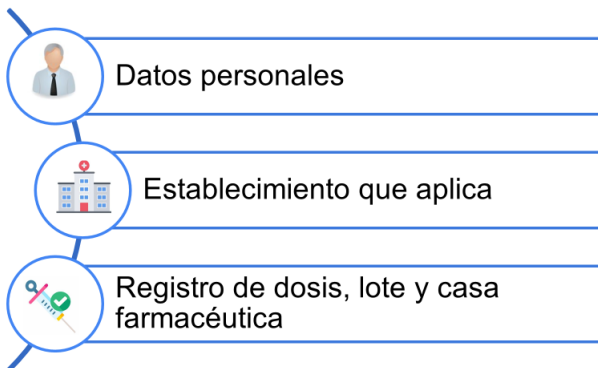 Datos personales
Establecimiento que aplica
Registro de dosis, lote y casa
farmacéutica